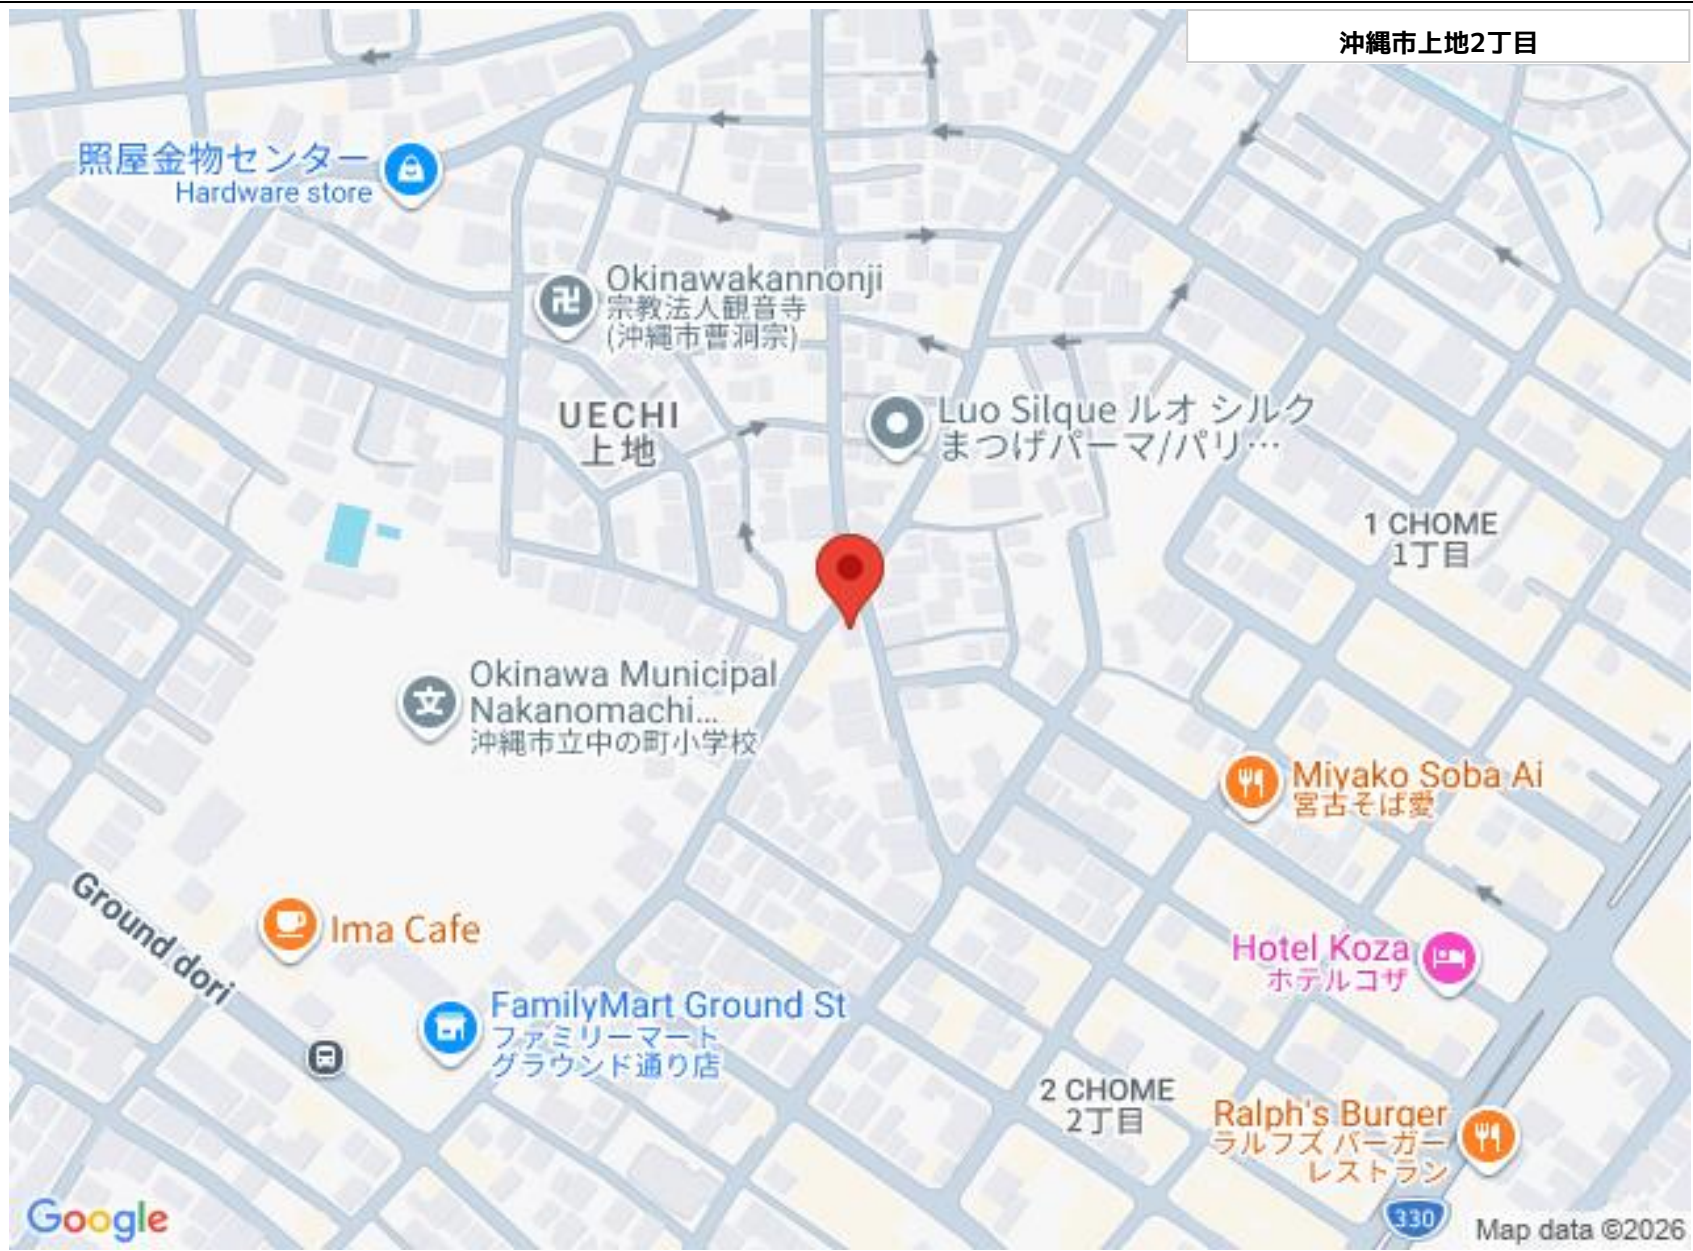 沖縄市上地2丁目
照屋金物センター
Hardware store
Okinawakannonji
宗教法人観音寺
(沖縄市曹洞宗)
UECHI
上地
Luo Silque ルオ シルク
まつげパーマ/パリ…
1 CHOME
1丁目
Okinawa Municipal
Nakanomachi...
沖縄市立中の町小学校
Miyako Soba Ai
宮古そば愛
Ground dori
Ima Cafe
Hotel Koza
ホテルコザ
FamilyMart Ground St
ファミリーマート
グラウンド通り店
2 CHOME
2丁目
Ralph's Burger
ラルフズ バーガー
レストラン
330
Google
Map data ©2026